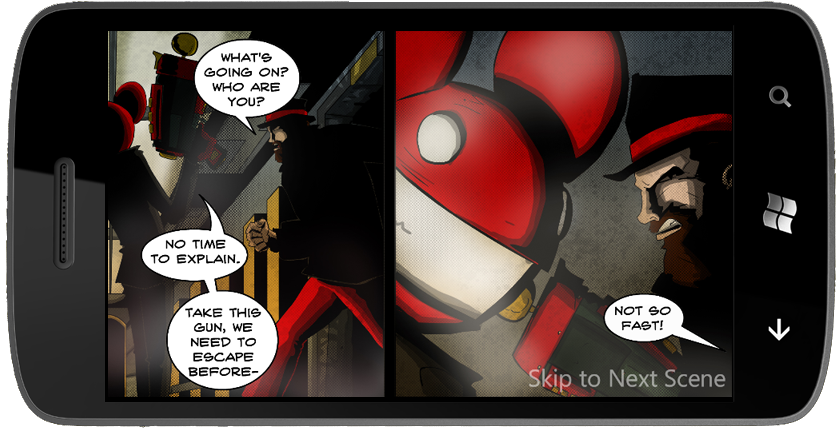 WHAT'S
GOING ON?
WHO ARE
YOU?
NO TIME
TO EXPLAIN.
TAKE THIS
GUN, WE
NEED TO
ESCAPE
BEFORE-
NOT SO
FAST!
Skip to Next Scene